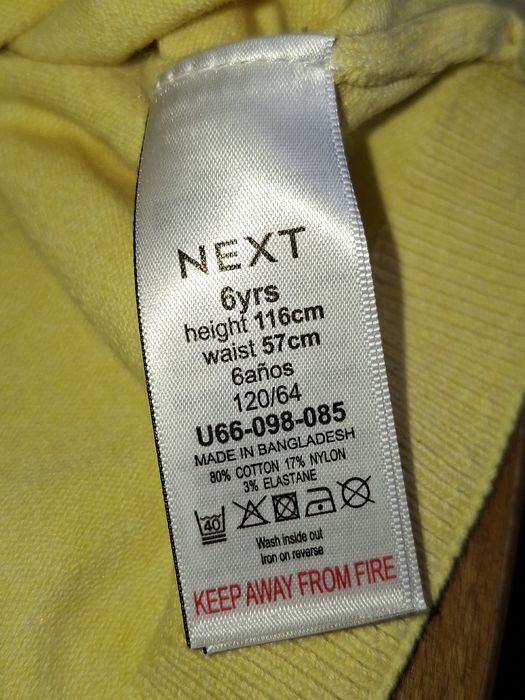 NEXT
6yrs
height 116cm
waist 57cm
6años
120/64
U66-098-085
MADE IN BANGLADESH
80% COTTON 17% NYLON
3% ELASTANE
40
Wash inside out
Iron on reverse
KEEP AWAY FROM FIRE